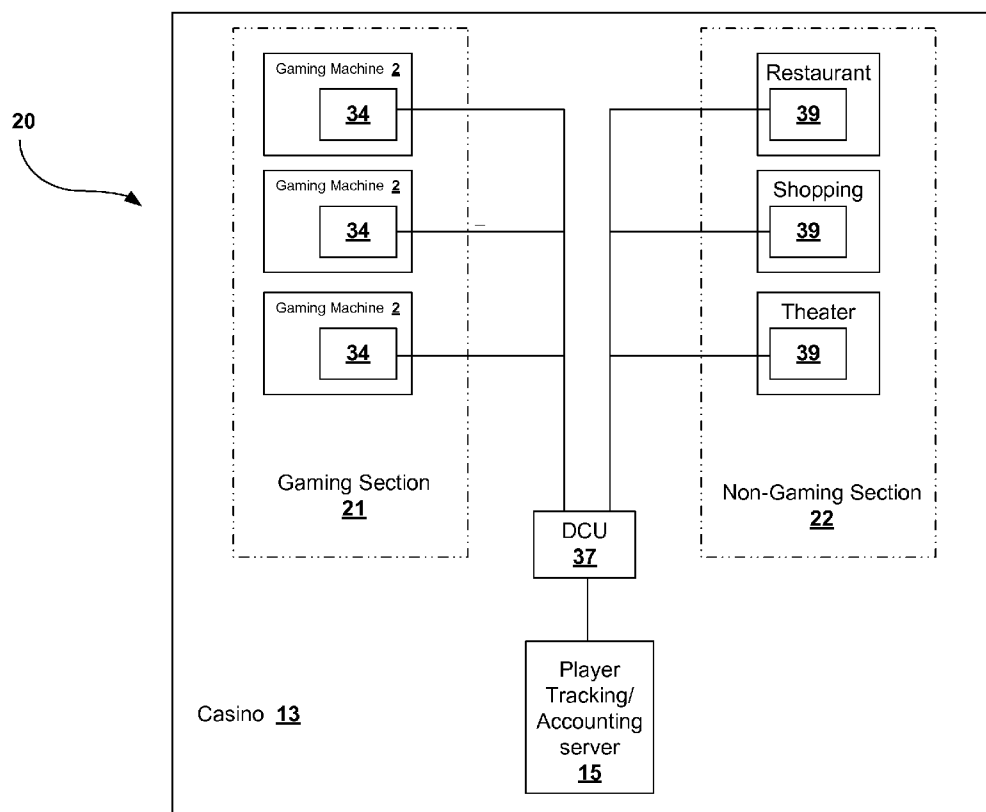 20
Gaming Machine 2
34
Gaming Machine 2
34
Gaming Machine 2
34
Gaming Section
21
Restaurant
39
Shopping
39
Theater
39
Non-Gaming Section
22
DCU
37
Player
Tracking/
Accounting
server
15
Casino 13